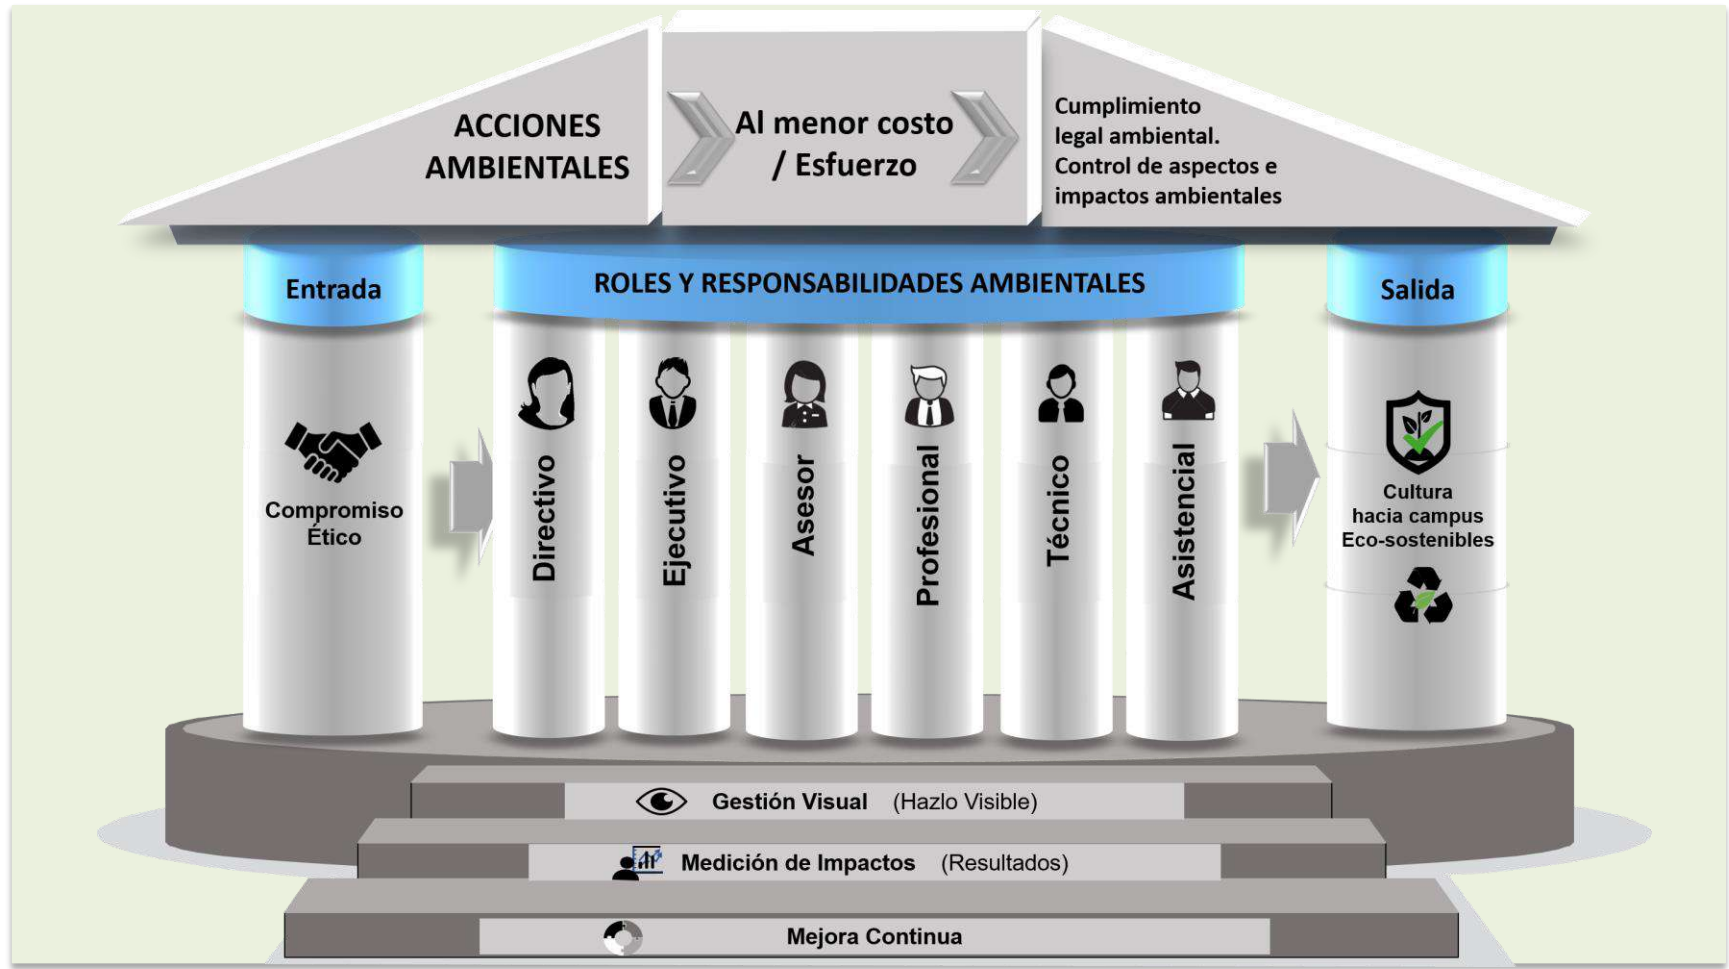 ACCIONES
AMBIENTALES
Al menor costo
/ Esfuerzo
Cumplimiento
legal ambiental.
Control de aspectos e
impactos ambientales
Entrada
ROLES Y RESPONSABILIDADES AMBIENTALES
Salida
Compromiso
Ético
Directivo
Ejecutivo
Asesor
Profesional
Técnico
Asistencial
Cultura
hacia campus
Eco-sostenibles
Gestión Visual (Hazlo Visible)
Medición de Impactos (Resultados)
Mejora Continua